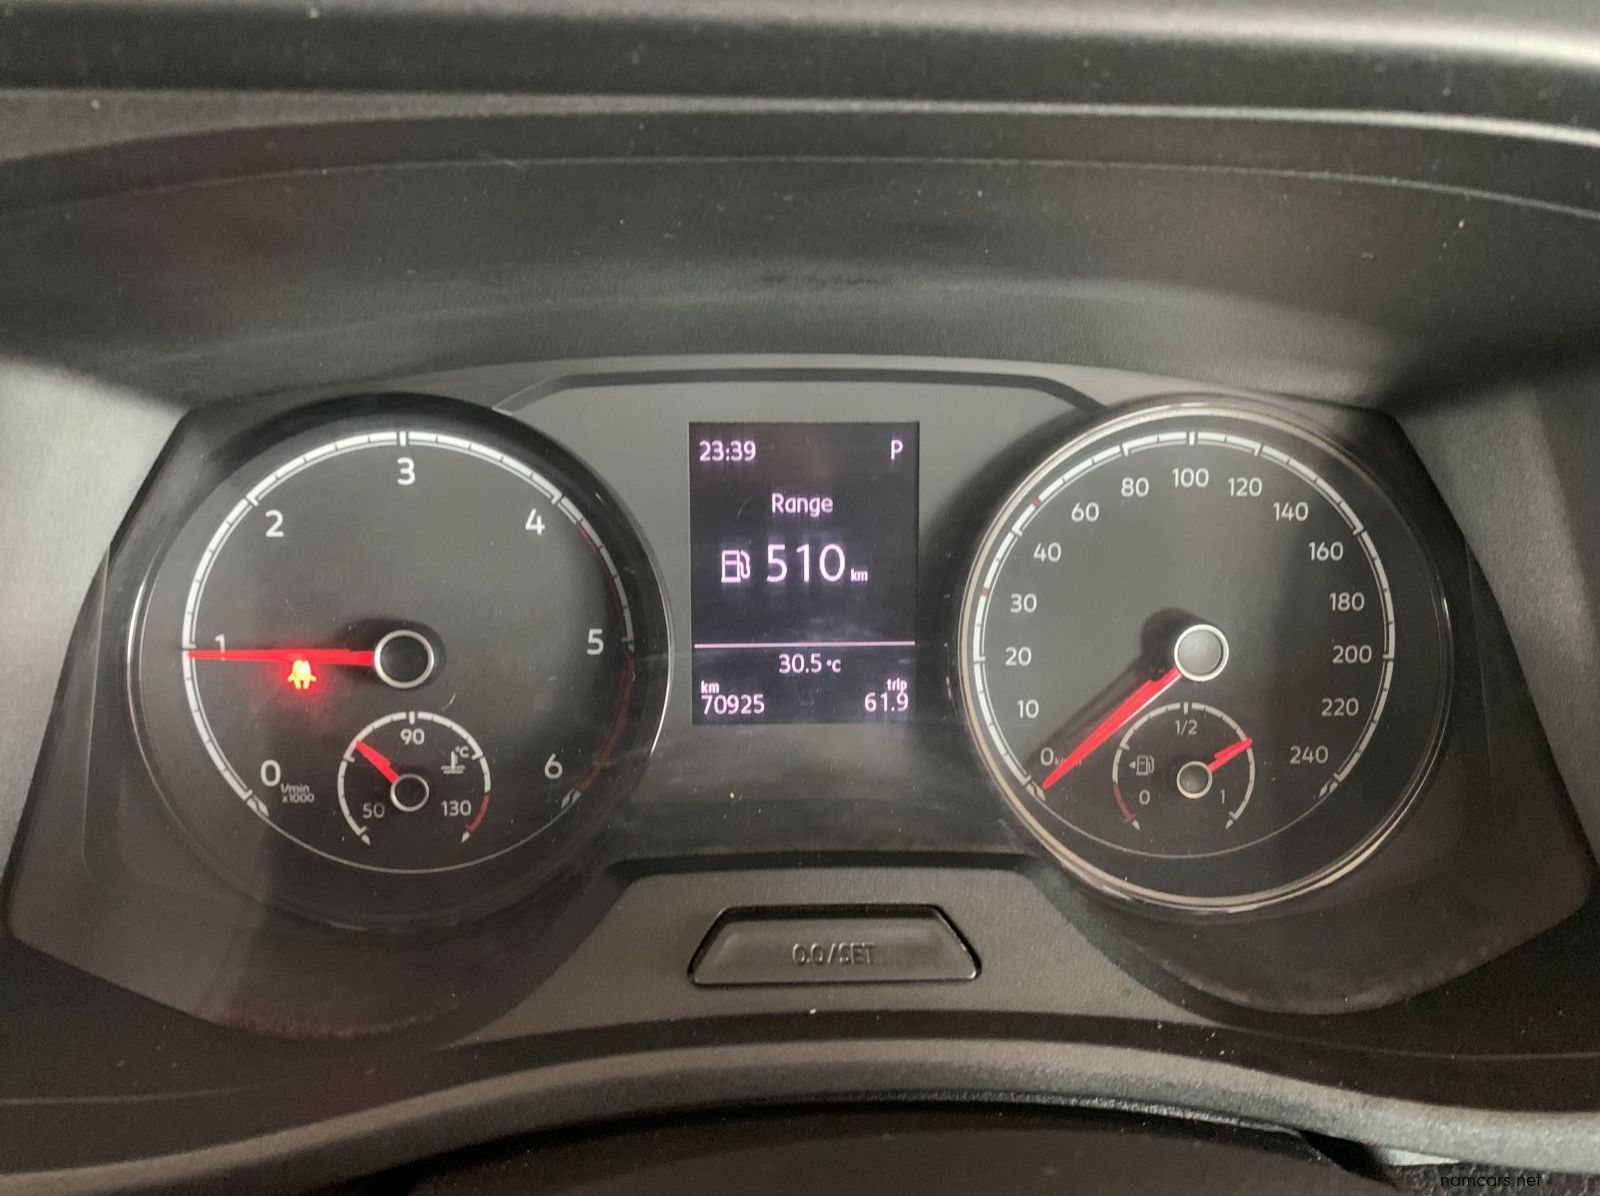 23:39 P
Range
510 km
30.5 °C
km trip
70925 61.9
0 1 2 3 4 5 6
1/min
x1000
50 90 130
°C
0 10 20 30 40 60 80 100 120 140 160 180 200 220 240
0 1/2 1
0.0/SET
namcars.net